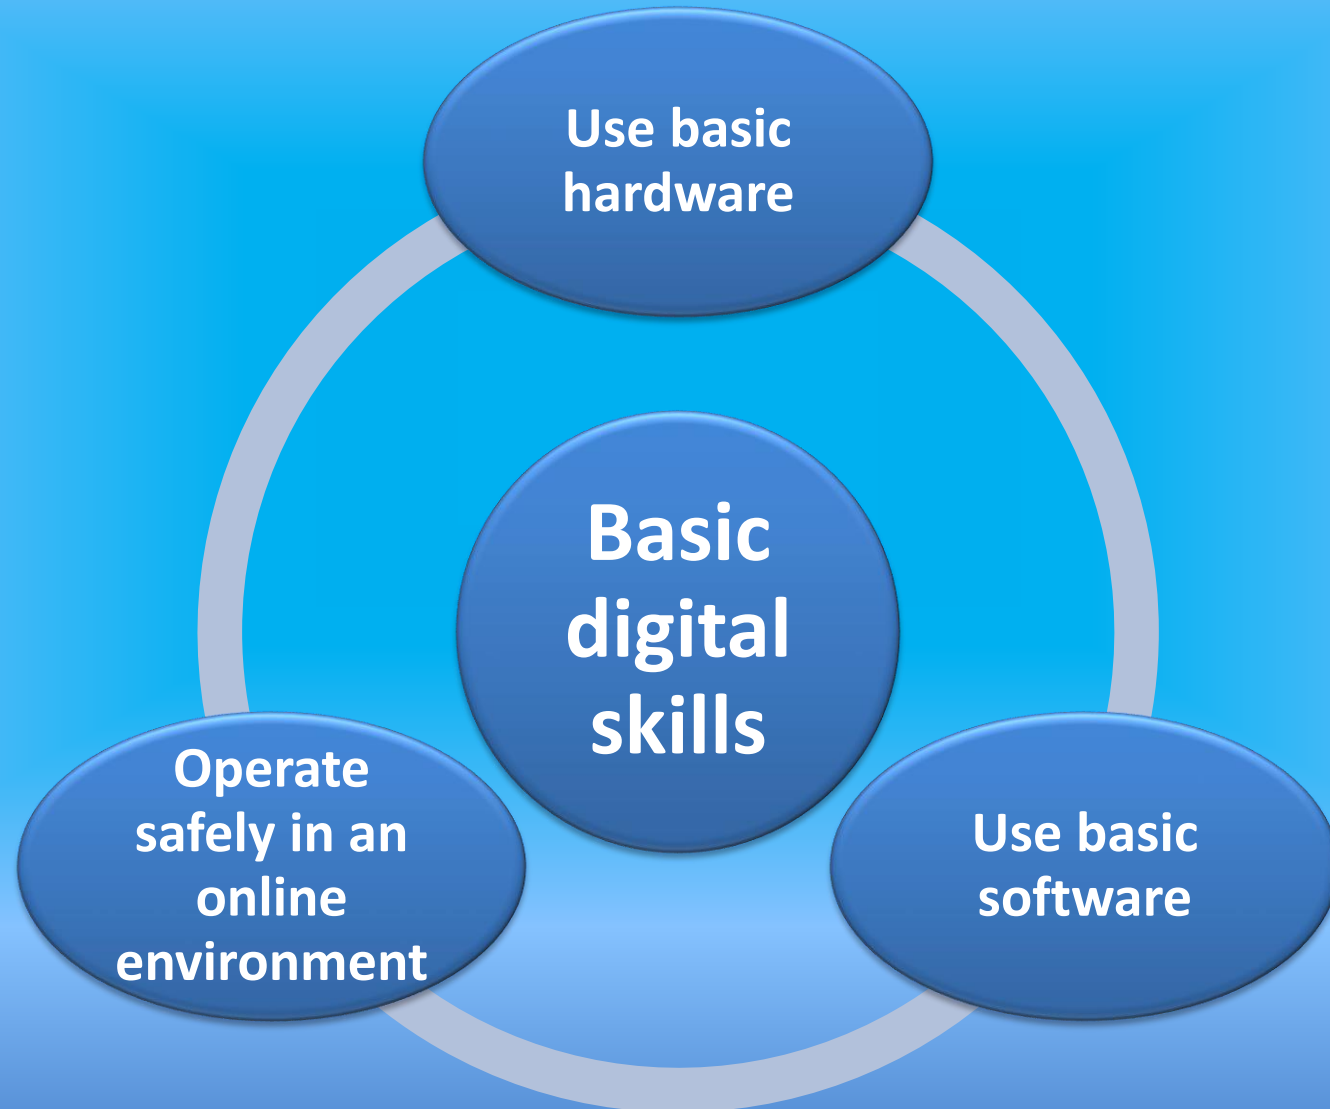 Use basic
hardware
Basic
digital
skills
Operate
safely in an
online
environment
Use basic
software